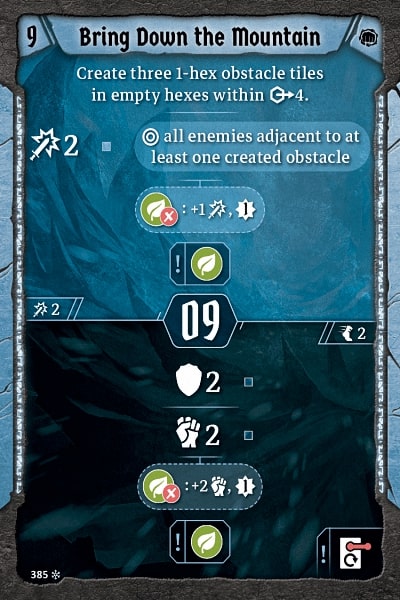 9 Bring Down the Mountain
Create three 1-hex obstacle tiles
in empty hexes within 4.
2
all enemies adjacent to at
least one created obstacle
: +1 ,
!
2
09
2
2
2
: +2 ,
!
!
385